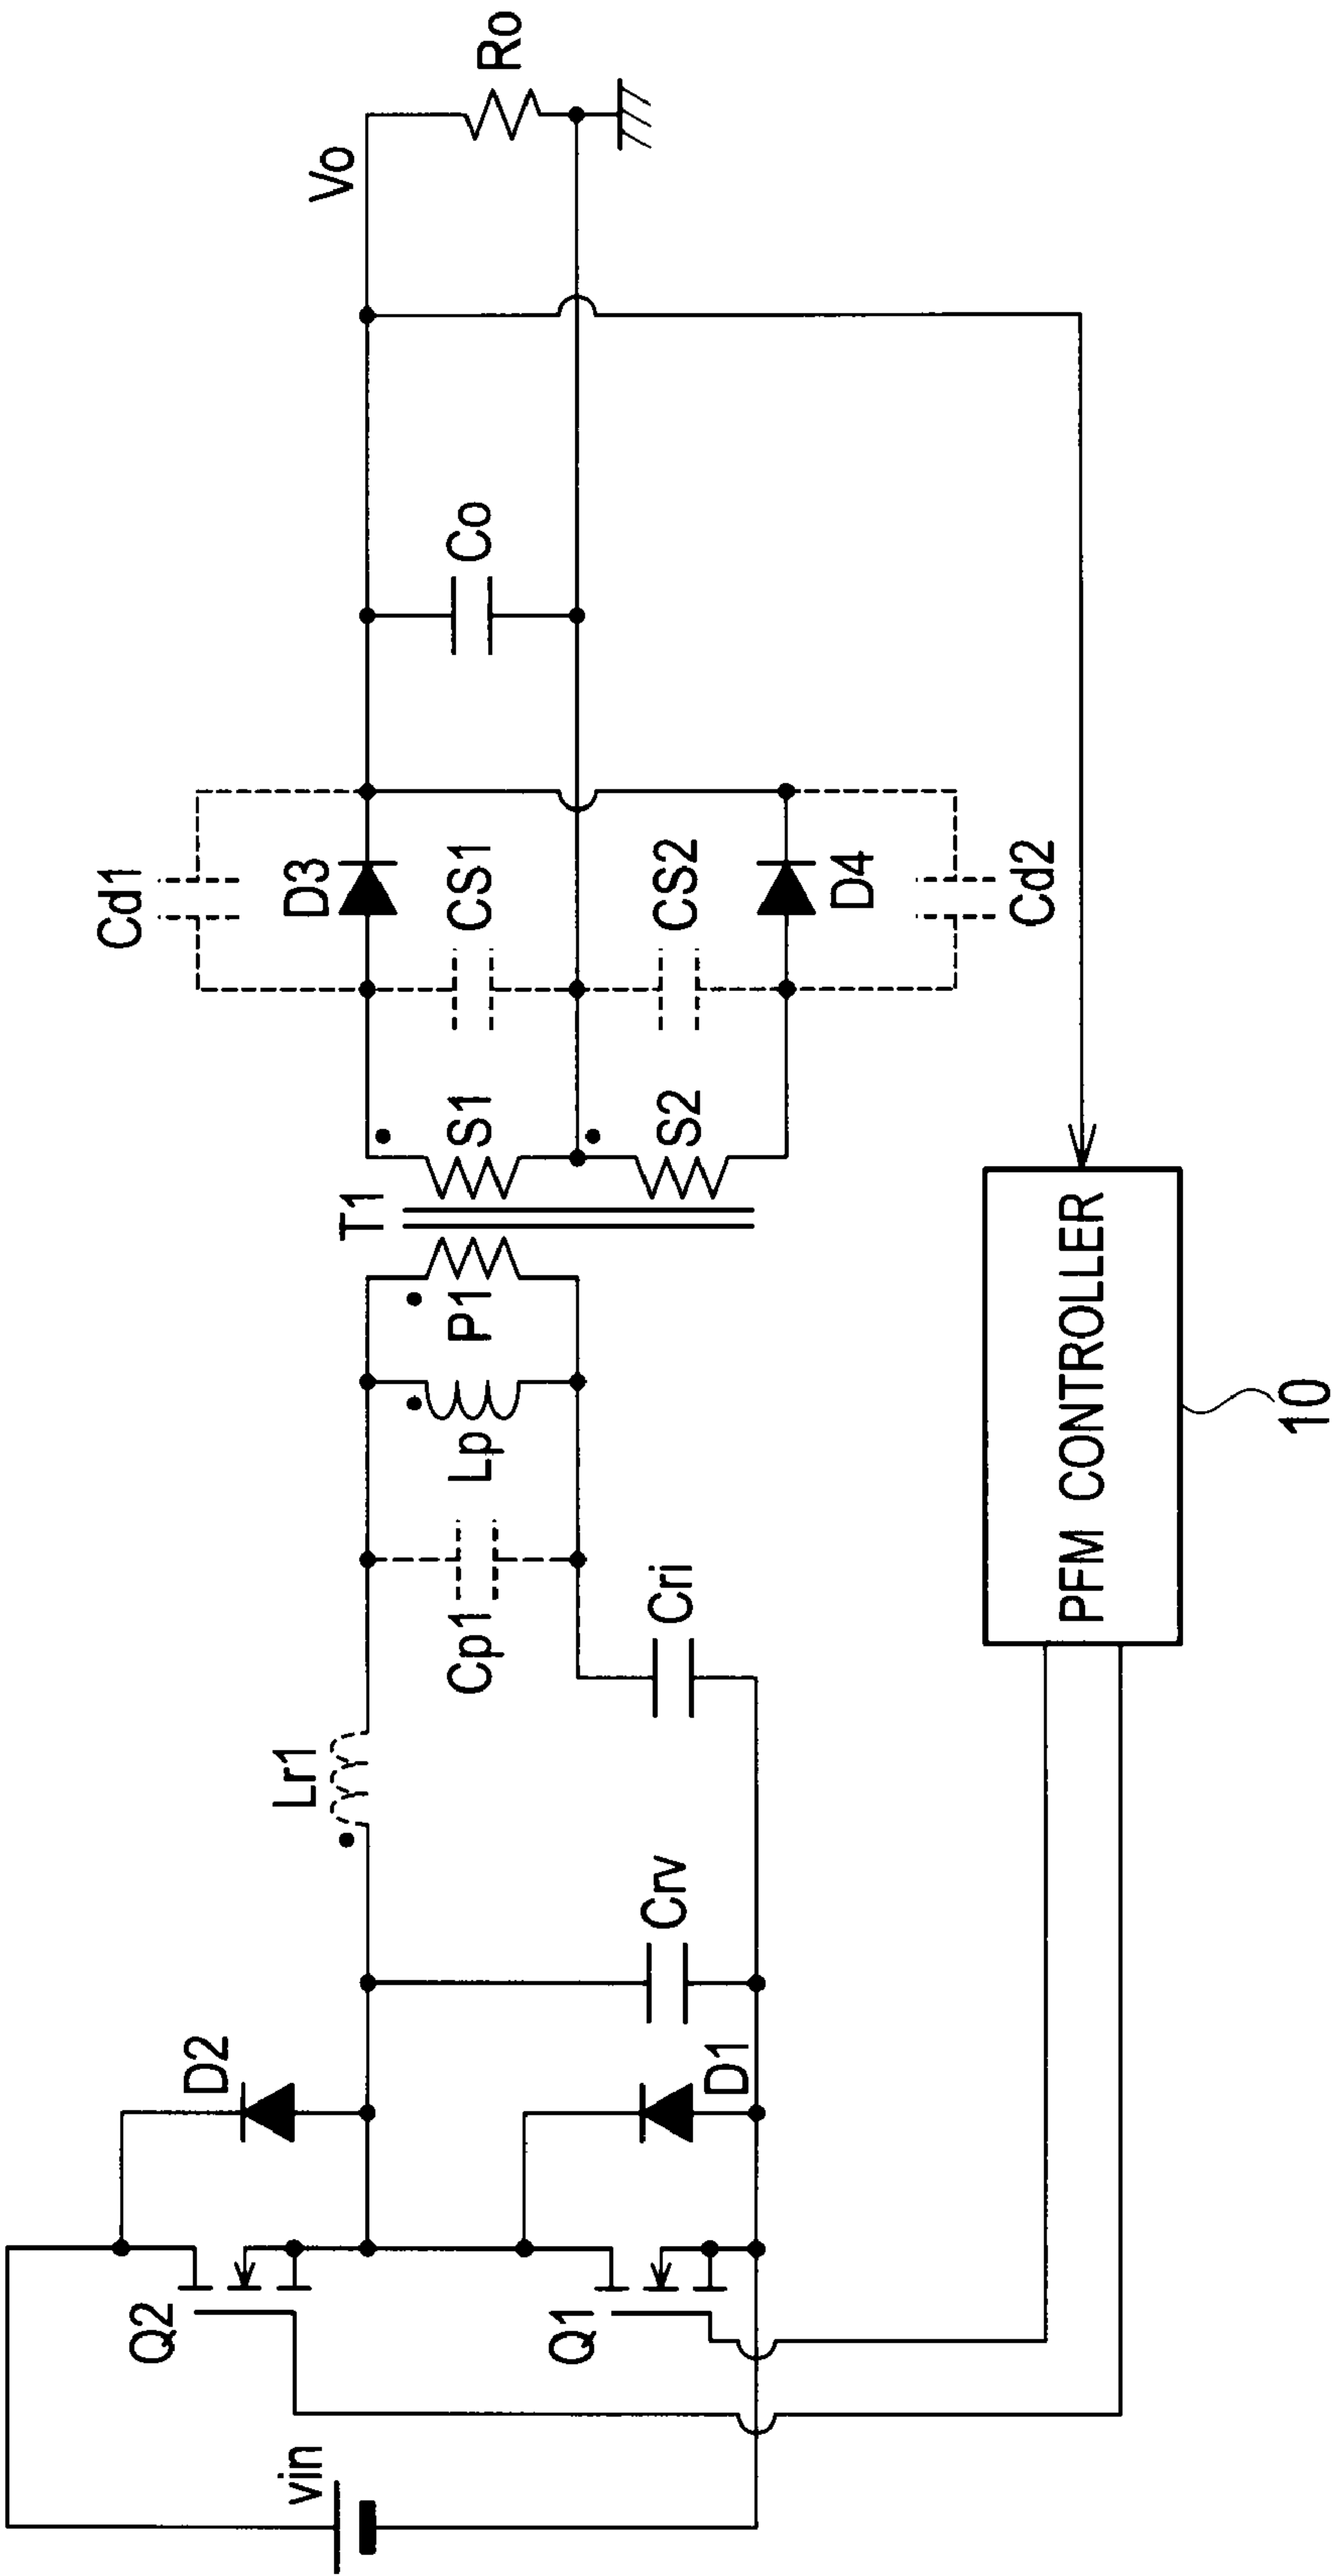 vin
Q2
Q1
D2
D1
Crv
Lr1
Cri
Cp1
Lp
P1
T1
S1
S2
Cd1
D3
CS1
CS2
D4
Cd2
Co
Vo
Ro
PFM CONTROLLER
10